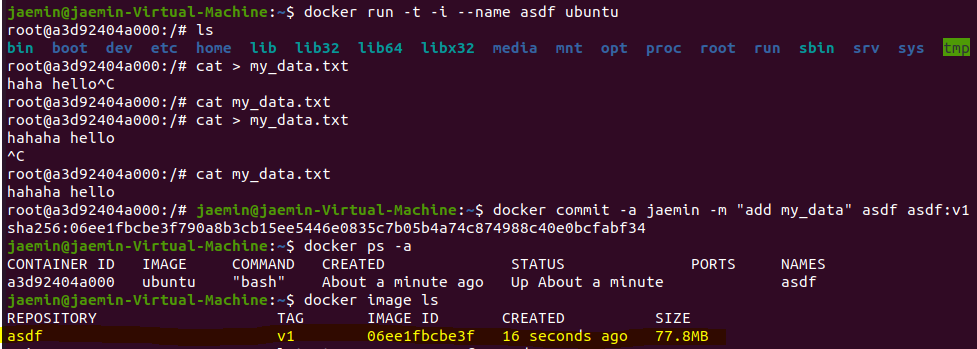 jaemin@jaemin-Virtual-Machine:~$ docker run -t -i --name asdf ubuntu
root@a3d92404a000:/# ls
bin boot dev etc home lib lib32 lib64 libx32 media mnt opt proc root run sbin srv sys tmp
root@a3d92404a000:/# cat > my_data.txt
haha hello^C
root@a3d92404a000:/# cat my_data.txt
root@a3d92404a000:/# cat > my_data.txt
hahaha hello
^C
root@a3d92404a000:/# cat my_data.txt
hahaha hello
root@a3d92404a000:/# jaemin@jaemin-Virtual-Machine:~$ docker commit -a jaemin -m "add my_data" asdf asdf:v1
sha256:06ee1fbcbe3f790a8b3cb15ee5446e0835c7b05b4a74c874988c40e0bcfabf34
jaemin@jaemin-Virtual-Machine:~$ docker ps -a
CONTAINER ID IMAGE COMMAND CREATED STATUS PORTS NAMES
a3d92404a000 ubuntu "bash" About a minute ago Up About a minute asdf
jaemin@jaemin-Virtual-Machine:~$ docker image ls
REPOSITORY TAG IMAGE ID CREATED SIZE
asdf v1 06ee1fbcbe3f 16 seconds ago 77.8MB